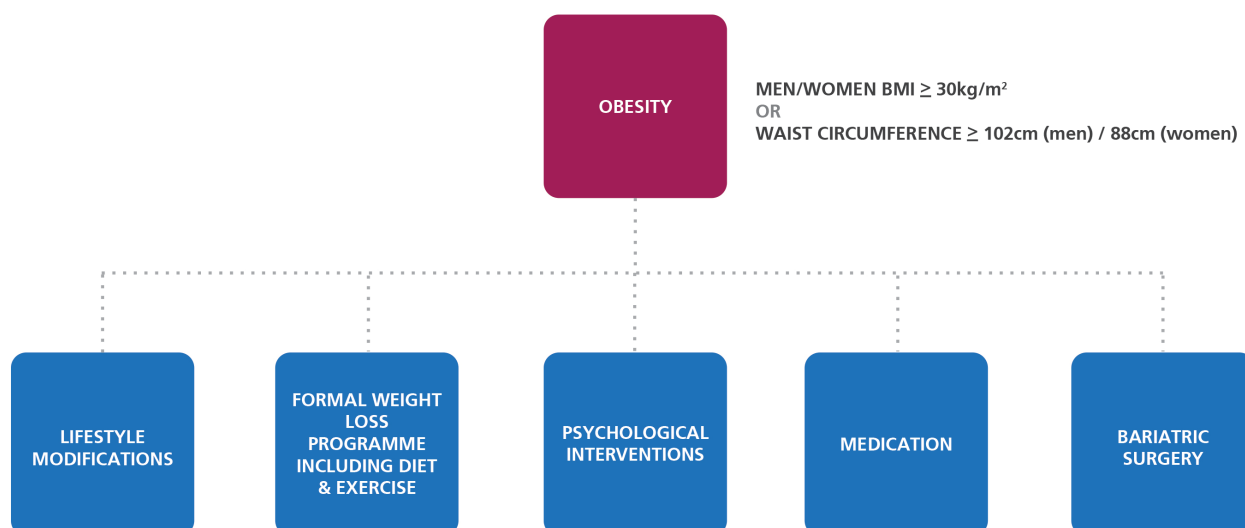 OBESITY
MEN/WOMEN BMI ≥ 30kg/m²
OR
WAIST CIRCUMFERENCE ≥ 102cm (men) / 88cm (women)
LIFESTYLE
MODIFICATIONS
FORMAL WEIGHT
LOSS
PROGRAMME
INCLUDING DIET
& EXERCISE
PSYCHOLOGICAL
INTERVENTIONS
MEDICATION
BARIATRIC
SURGERY